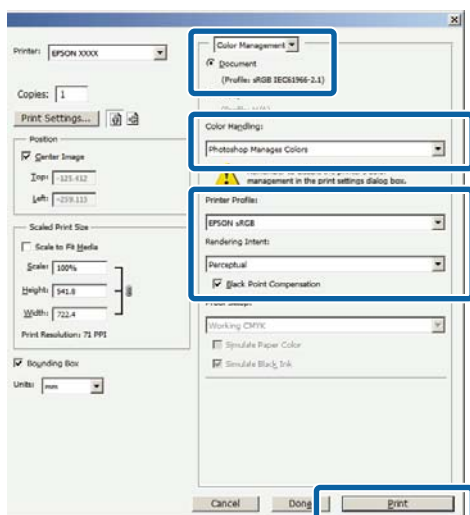 Printer: EPSON XXXX
Copies: 1
Print Settings...
Position
Center Image
Top: -125.412
Left: -259.113
Scaled Print Size
Scale to Fit Media
Scale: 100%
Height: 541.8
Width: 722.4
Print Resolution: 71 PPI
Bounding Box
Units: mm
Color Management
Document
(Profile: sRGB IEC61966-2.1)
Color Handling:
Photoshop Manages Colors
management in the print settings dialog box.
Printer Profile:
EPSON sRGB
Rendering Intent:
Perceptual
Black Point Compensation
Working CMYK
Simulate Paper Color
Simulate Black Ink
Cancel
Done
Print